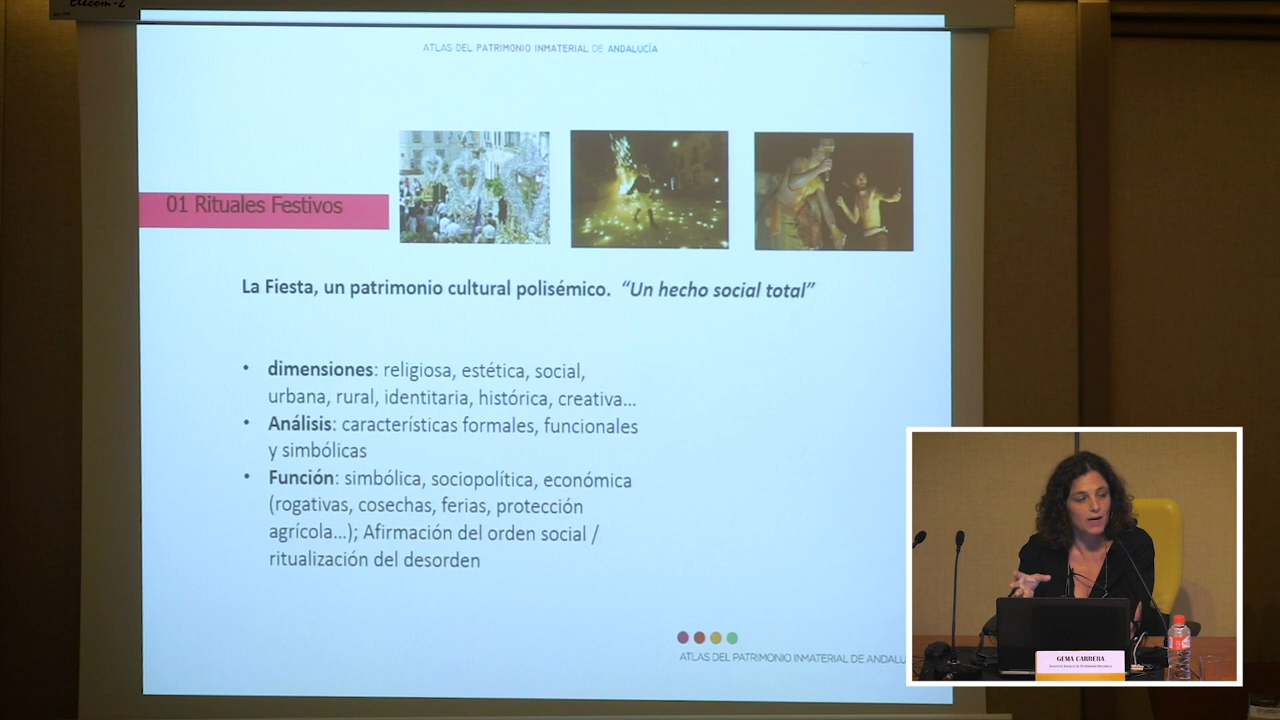 Elecom-2
ATLAS DEL PATRIMONIO INMATERIAL DE ANDALUCÍA
01 Rituales Festivos
La Fiesta, un patrimonio cultural polisémico. “Un hecho social total”
• dimensiones: religiosa, estética, social,
urbana, rural, identitaria, histórica, creativa...
• Análisis: características formales, funcionales
y simbólicas
• Función: simbólica, sociopolítica, económica
(rogativas, cosechas, ferias, protección
agrícola...); Afirmación del orden social /
ritualización del desorden
ATLAS DEL PATRIMONIO INMATERIAL DE ANDALU
GEMA CARRERA